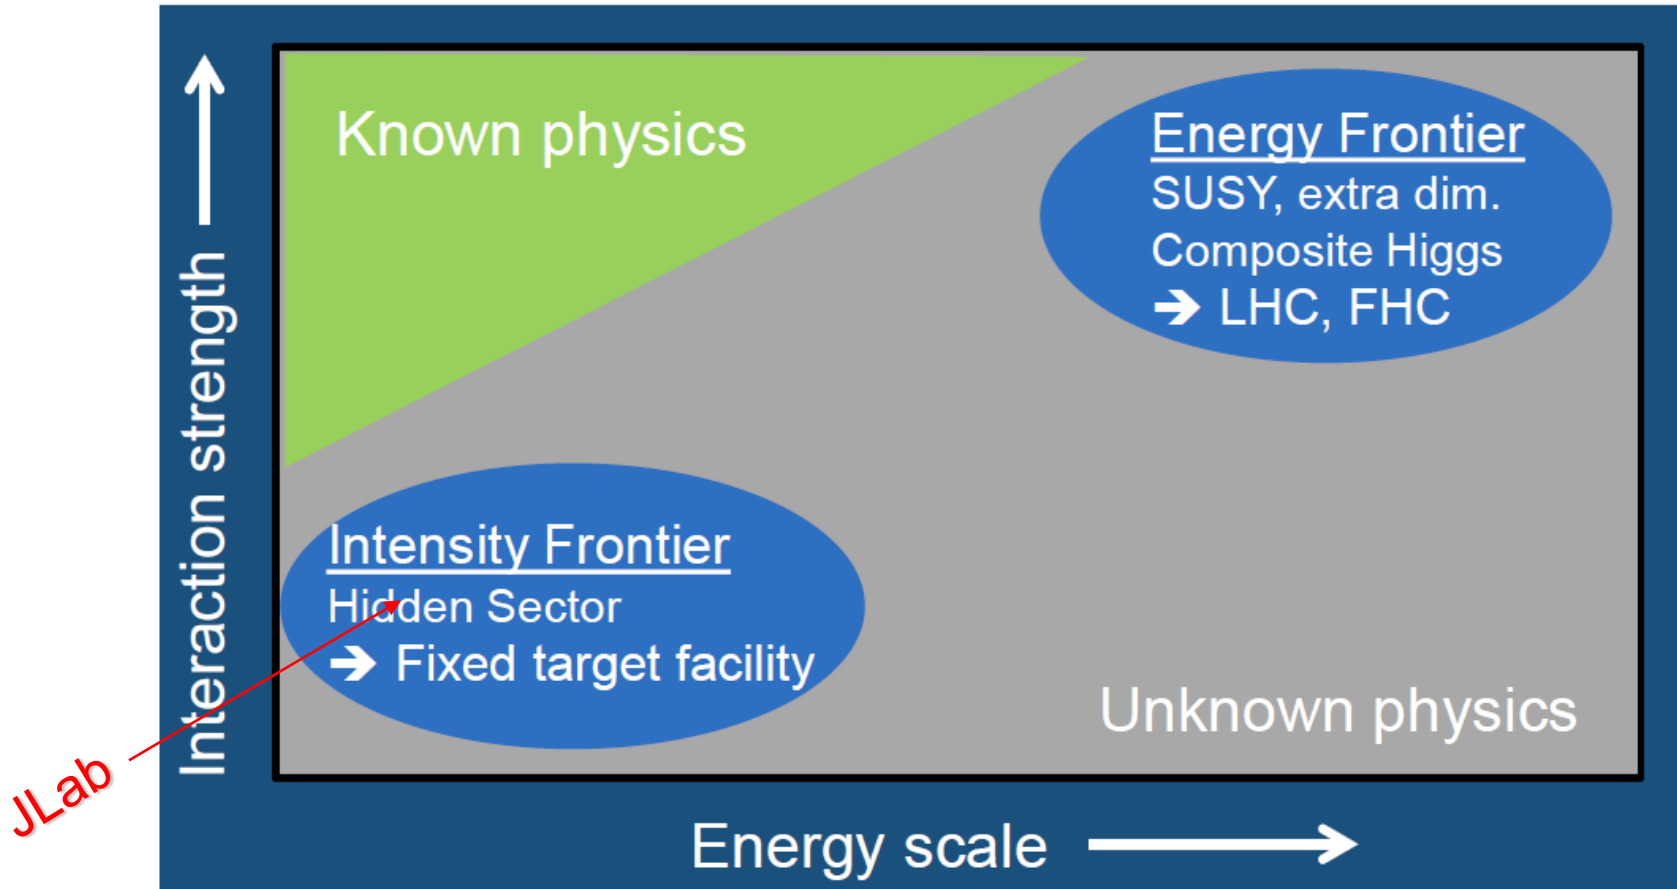 Known physics
Energy Frontier
SUSY, extra dim.
Composite Higgs
➔ LHC, FHC
Interaction strength
Intensity Frontier
Hidden Sector
➔ Fixed target facility
Unknown physics
JLab
Energy scale